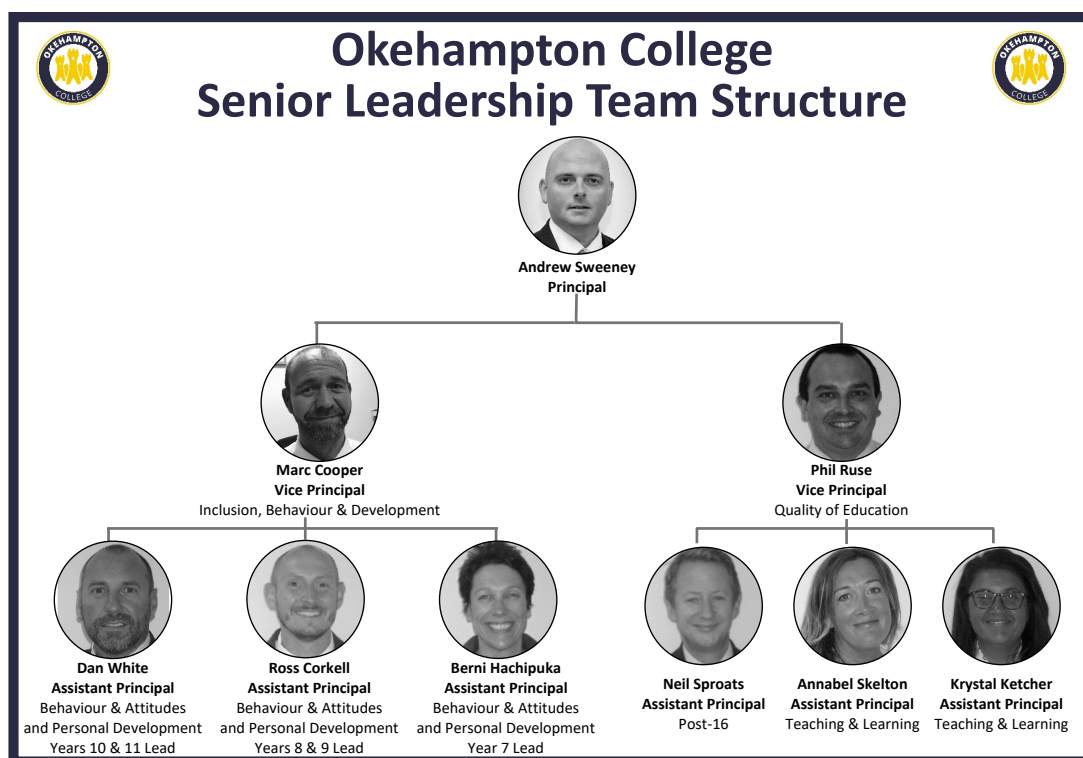 OKEHAMPTON
COLLEGE
Okehampton College
Senior Leadership Team Structure
OKEHAMPTON
COLLEGE
Andrew Sweeney
Principal
Marc Cooper
Vice Principal
Inclusion, Behaviour & Development
Phil Ruse
Vice Principal
Quality of Education
Dan White
Assistant Principal
Behaviour & Attitudes
and Personal Development
Years 10 & 11 Lead
Ross Corkell
Assistant Principal
Behaviour & Attitudes
and Personal Development
Years 8 & 9 Lead
Berni Hachipuka
Assistant Principal
Behaviour & Attitudes
and Personal Development
Year 7 Lead
Neil Sproats
Assistant Principal
Post-16
Annabel Skelton
Assistant Principal
Teaching & Learning
Krystal Ketcher
Assistant Principal
Teaching & Learning